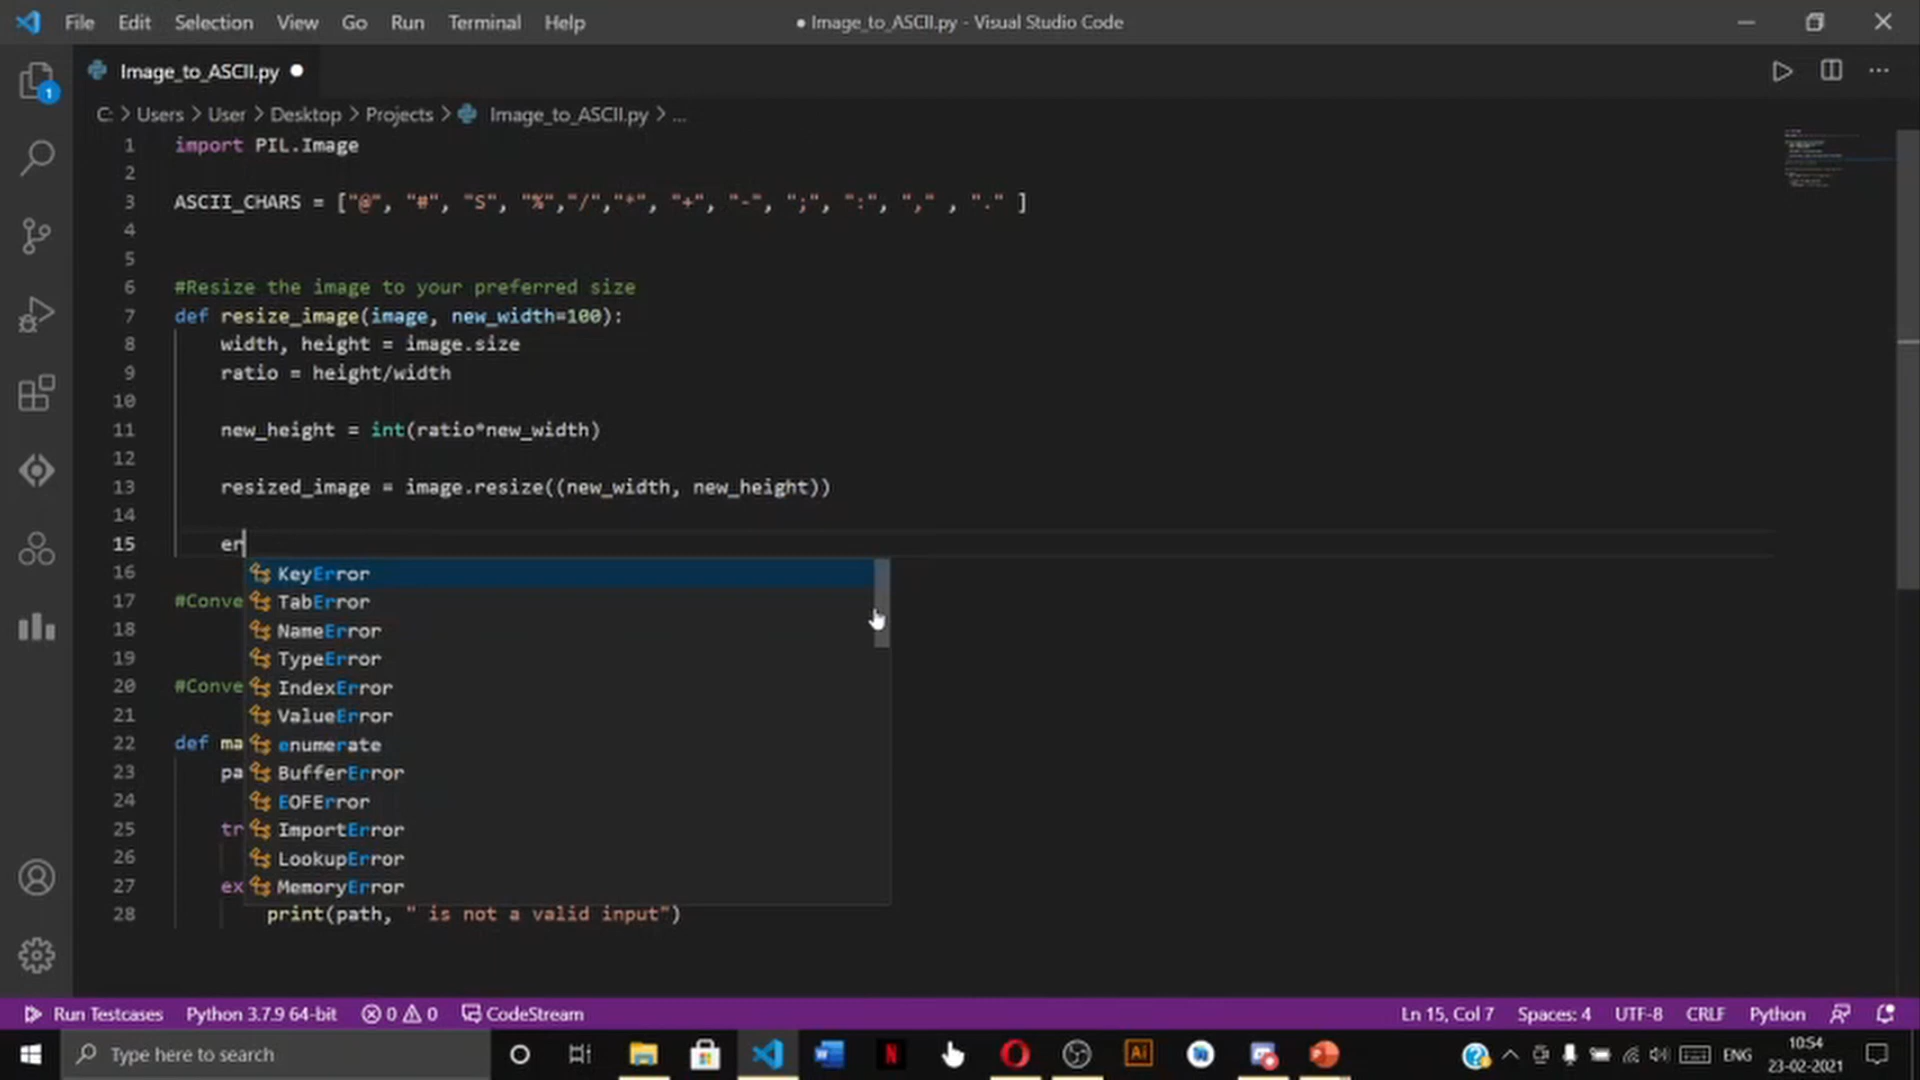 File Edit Selection View Go Run Terminal Help ● Image_to_ASCII.py - Visual Studio Code
Image_to_ASCII.py ●
1
C: > Users > User > Desktop > Projects > Image_to_ASCII.py > ...
1 import PIL.Image
2
3 ASCII_CHARS = ["@", "#", "S", "%","/","*", "+", "-", ";", ":", "," , "." ]
4
5
6 #Resize the image to your preferred size
7 def resize_image(image, new_width=100):
8 width, height = image.size
9 ratio = height/width
10
11 new_height = int(ratio*new_width)
12
13 resized_image = image.resize((new_width, new_height))
14
15 er
16 KeyError
17 #Conve TabError
18 NameError
19 TypeError
20 #Conve IndexError
21 ValueError
22 def ma enumerate
23 pa BufferError
24 EOFError
25 tr ImportError
26 LookupError
27 ex MemoryError
28 print(path, " is not a valid input")
Run Testcases Python 3.7.9 64-bit 0 0 CodeStream Ln 15, Col 7 Spaces: 4 UTF-8 CRLF Python
Type here to search N Ai ENG 10:54
23-02-2021